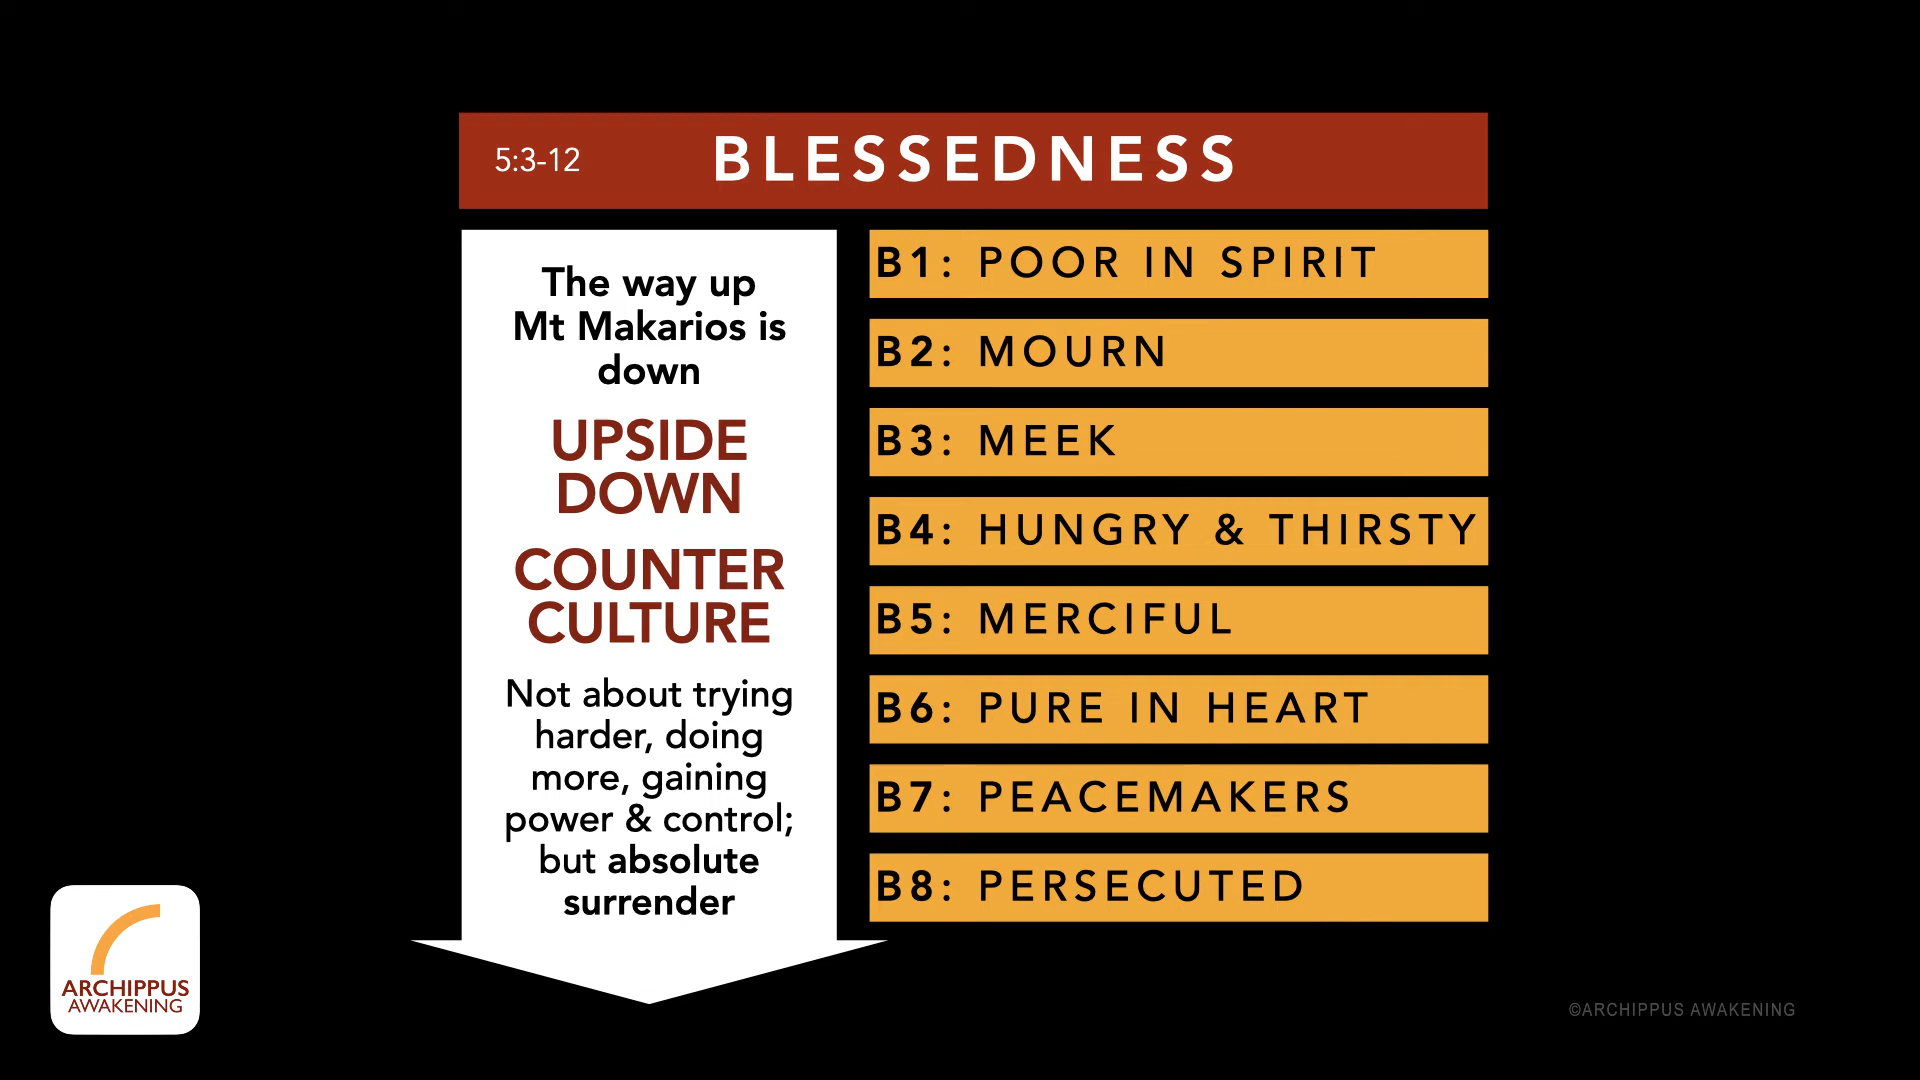 5:3-12 BLESSEDNESS
The way up
Mt Makarios is
down
UPSIDE
DOWN
COUNTER
CULTURE
Not about trying
harder, doing
more, gaining
power & control;
but absolute
surrender
B1: POOR IN SPIRIT
B2: MOURN
B3: MEEK
B4: HUNGRY & THIRSTY
B5: MERCIFUL
B6: PURE IN HEART
B7: PEACEMAKERS
B8: PERSECUTED
ARCHIPPUS
AWAKENING
©ARCHIPPUS AWAKENING